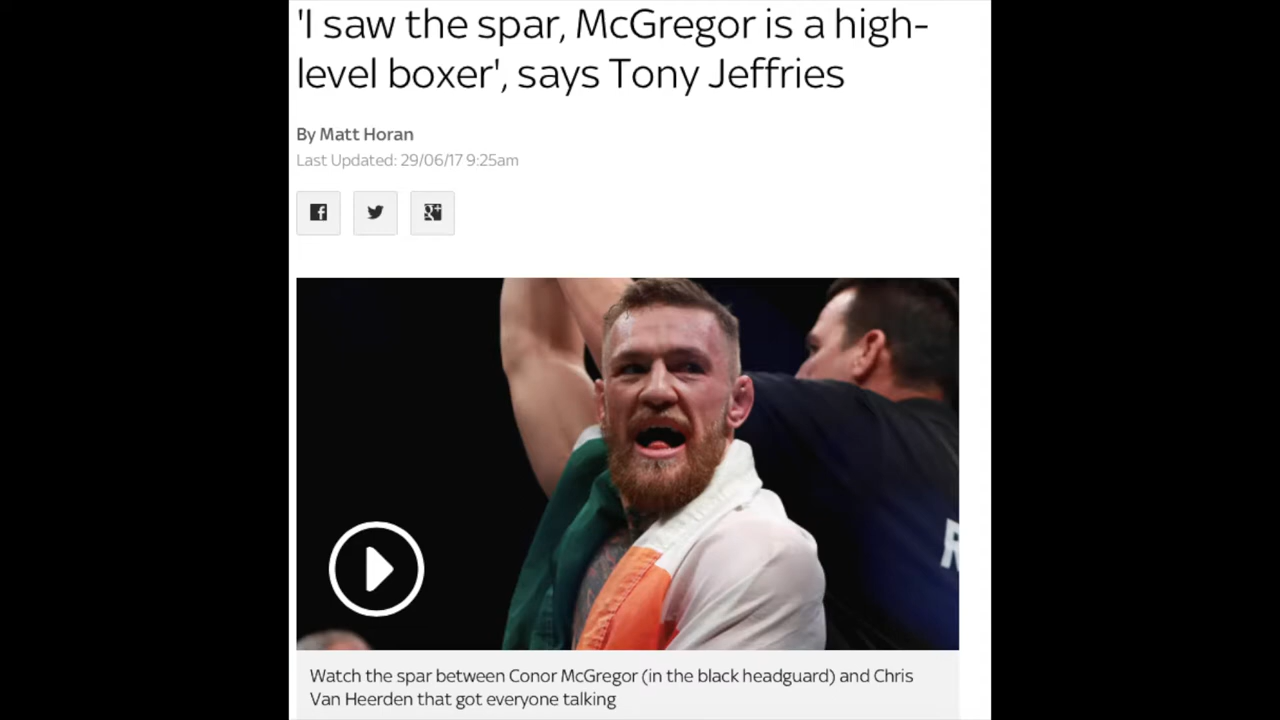 'I saw the spar, McGregor is a high-
level boxer', says Tony Jeffries
By Matt Horan
Last Updated: 29/06/17 9:25am
Watch the spar between Conor McGregor (in the black headguard) and Chris
Van Heerden that got everyone talking